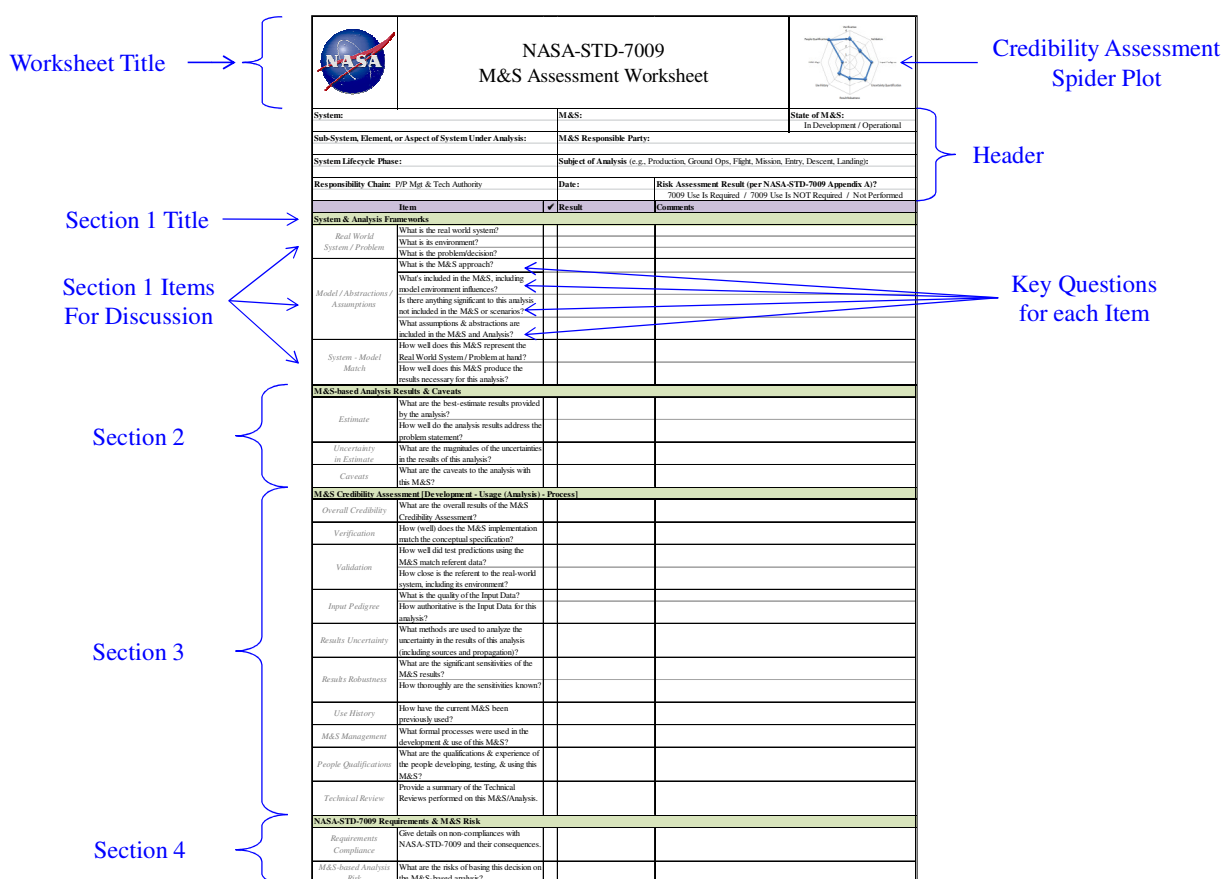 Worksheet Title
NASA
NASA-STD-7009
M&S Assessment Worksheet
Credibility Assessment
Spider Plot
System:
M&S:
State of M&S:
In Development / Operational
Sub-System, Element, or Aspect of System Under Analysis:
M&S Responsible Party:
System Lifecycle Phase:
Subject of Analysis (e.g., Production, Ground Ops, Flight, Mission, Entry, Descent, Landing):
Header
Responsibility Chain: P/P Mgt & Tech Authority
Date:
Risk Assessment Result (per NASA-STD-7009 Appendix A)?
7009 Use Is Required / 7009 Use Is NOT Required / Not Performed
Item
✔
Result
Comments
Section 1 Title
System & Analysis Frameworks
Real World
System / Problem
What is the real world system?
What is its environment?
What is the problem/decision?
Section 1 Items
For Discussion
Model / Abstractions /
Assumptions
What is the M&S approach?
What's included in the M&S, including
model environment influences?
Is there anything significant to this analysis
not included in the M&S or scenarios?
What assumptions & abstractions are
included in the M&S and Analysis?
Key Questions
for each Item
System - Model
Match
How well does this M&S represent the
Real World System / Problem at hand?
How well does this M&S produce the
results necessary for this analysis?
Section 2
M&S-based Analysis Results & Caveats
Estimate
What are the best-estimate results provided
by the analysis?
How well do the analysis results address the
problem statement?
Uncertainty
in Estimate
What are the magnitudes of the uncertainties
in the results of this analysis?
Caveats
What are the caveats to the analysis with
this M&S?
Section 3
M&S Credibility Assessment [Development - Usage (Analysis) - Process]
Overall Credibility
What are the overall results of the M&S
Credibility Assessment?
Verification
How (well) does the M&S implementation
match the conceptual specification?
Validation
How well did test predictions using the
M&S match referent data?
How close is the referent to the real-world
system, including its environment?
Input Pedigree
What is the quality of the Input Data?
How authoritative is the Input Data for this
analysis?
Results Uncertainty
What methods are used to analyze the
uncertainty in the results of this analysis
(including sources and propagation)?
Results Robustness
What are the significant sensitivities of the
M&S results?
How thoroughly are the sensitivities known?
Use History
How have the current M&S been
previously used?
M&S Management
What formal processes were used in the
development & use of this M&S?
People Qualifications
What are the qualifications & experience of
the people developing, testing, & using this
M&S?
Technical Review
Provide a summary of the Technical
Reviews performed on this M&S/Analysis.
Section 4
NASA-STD-7009 Requirements & M&S Risk
Requirements
Compliance
Give details on non-compliances with
NASA-STD-7009 and their consequences.
M&S-based Analysis
Risk
What are the risks of basing this decision on
the M&S-based analysis?